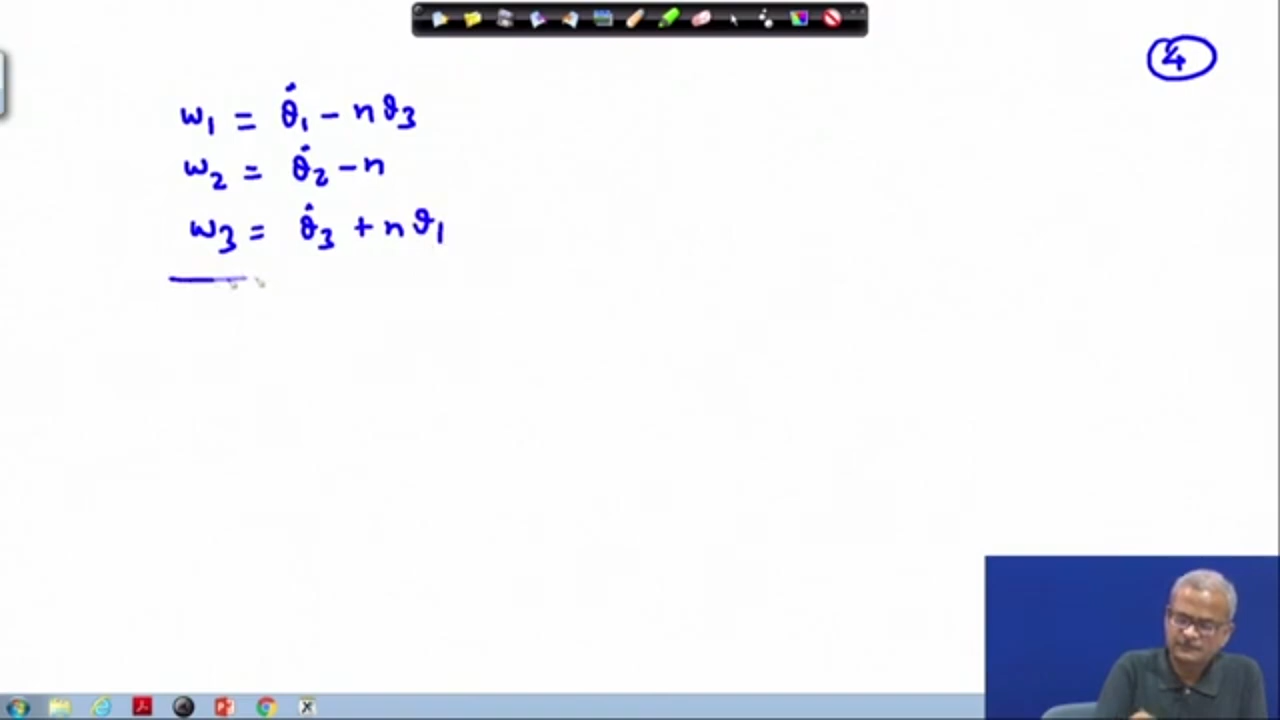 4
ω₁ = θ̇₁ − nθ₃
ω₂ = θ̇₂ − n
ω₃ = θ̇₃ + nθ₁